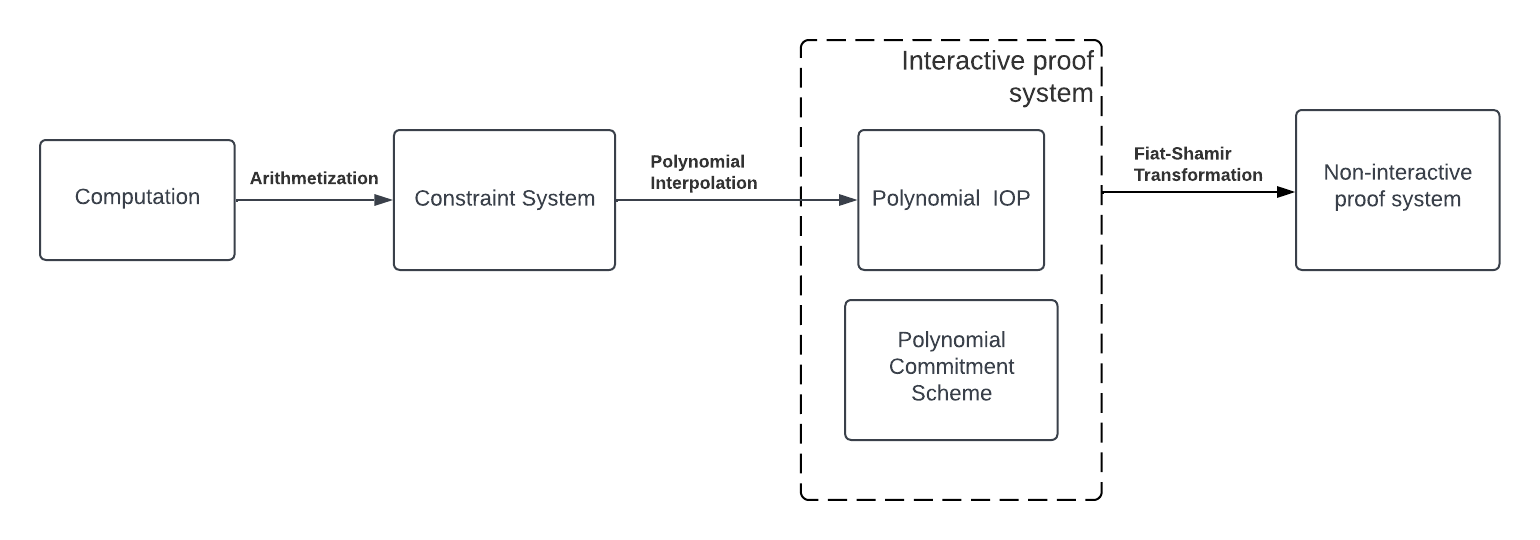 Interactive proof
system
Computation
Arithmetization
Constraint System
Polynomial
Interpolation
Polynomial IOP
Polynomial
Commitment
Scheme
Fiat-Shamir
Transformation
Non-interactive
proof system